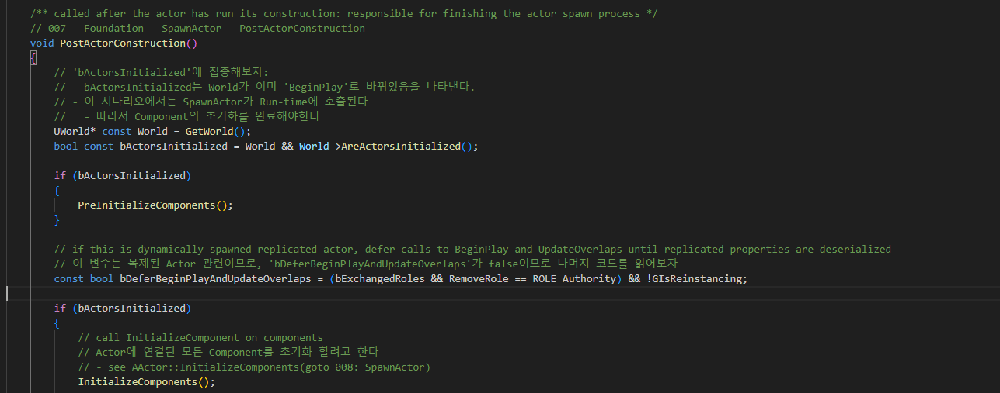 /** called after the actor has run its construction: responsible for finishing the actor spawn process */
// 007 - Foundation - SpawnActor - PostActorConstruction
void PostActorConstruction()
{
// 'bActorsInitialized'에 집중해보자:
// - bActorsInitialized는 World가 이미 'BeginPlay'로 바뀌었음을 나타낸다.
// - 이 시나리오에서는 SpawnActor가 Run-time에 호출된다
//   - 따라서 Component의 초기화를 완료해야한다
UWorld* const World = GetWorld();
bool const bActorsInitialized = World && World->AreActorsInitialized();
if (bActorsInitialized)
{
PreInitializeComponents();
}
// if this is dynamically spawned replicated actor, defer calls to BeginPlay and UpdateOverlaps until replicated properties are deserialized
// 이 변수는 복제된 Actor 관련이므로, 'bDeferBeginPlayAndUpdateOverlaps'가 false이므로 나머지 코드를 읽어보자
const bool bDeferBeginPlayAndUpdateOverlaps = (bExchangedRoles && RemoveRole == ROLE_Authority) && !GIsReinstancing;
if (bActorsInitialized)
{
// call InitializeComponent on components
// Actor에 연결된 모든 Component를 초기화 할려고 한다
// - see AActor::InitializeComponents(goto 008: SpawnActor)
InitializeComponents();